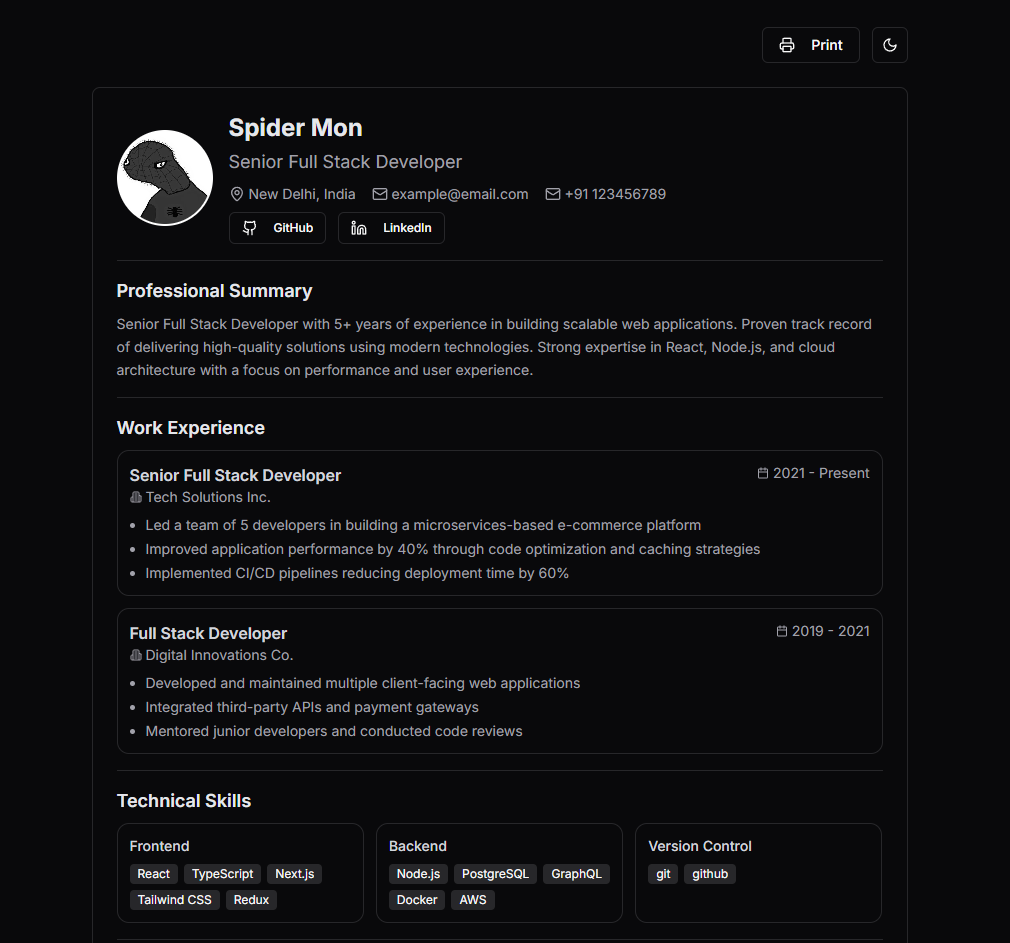 Print
Spider Mon
Senior Full Stack Developer
New Delhi, India example@email.com +91 123456789
GitHub LinkedIn
Professional Summary
Senior Full Stack Developer with 5+ years of experience in building scalable web applications. Proven track record
of delivering high-quality solutions using modern technologies. Strong expertise in React, Node.js, and cloud
architecture with a focus on performance and user experience.
Work Experience
Senior Full Stack Developer 2021 - Present
Tech Solutions Inc.
• Led a team of 5 developers in building a microservices-based e-commerce platform
• Improved application performance by 40% through code optimization and caching strategies
• Implemented CI/CD pipelines reducing deployment time by 60%
Full Stack Developer 2019 - 2021
Digital Innovations Co.
• Developed and maintained multiple client-facing web applications
• Integrated third-party APIs and payment gateways
• Mentored junior developers and conducted code reviews
Technical Skills
Frontend
React TypeScript Next.js
Tailwind CSS Redux
Backend
Node.js PostgreSQL GraphQL
Docker AWS
Version Control
git github